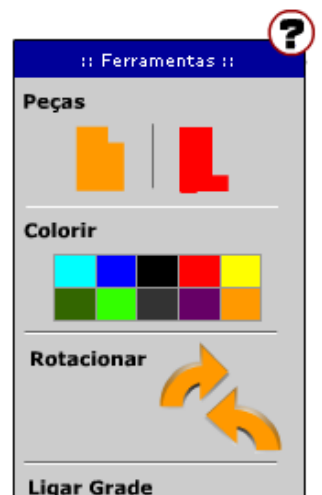 ?
:: Ferramentas ::
Peças
Colorir
Rotacionar
Ligar Grade